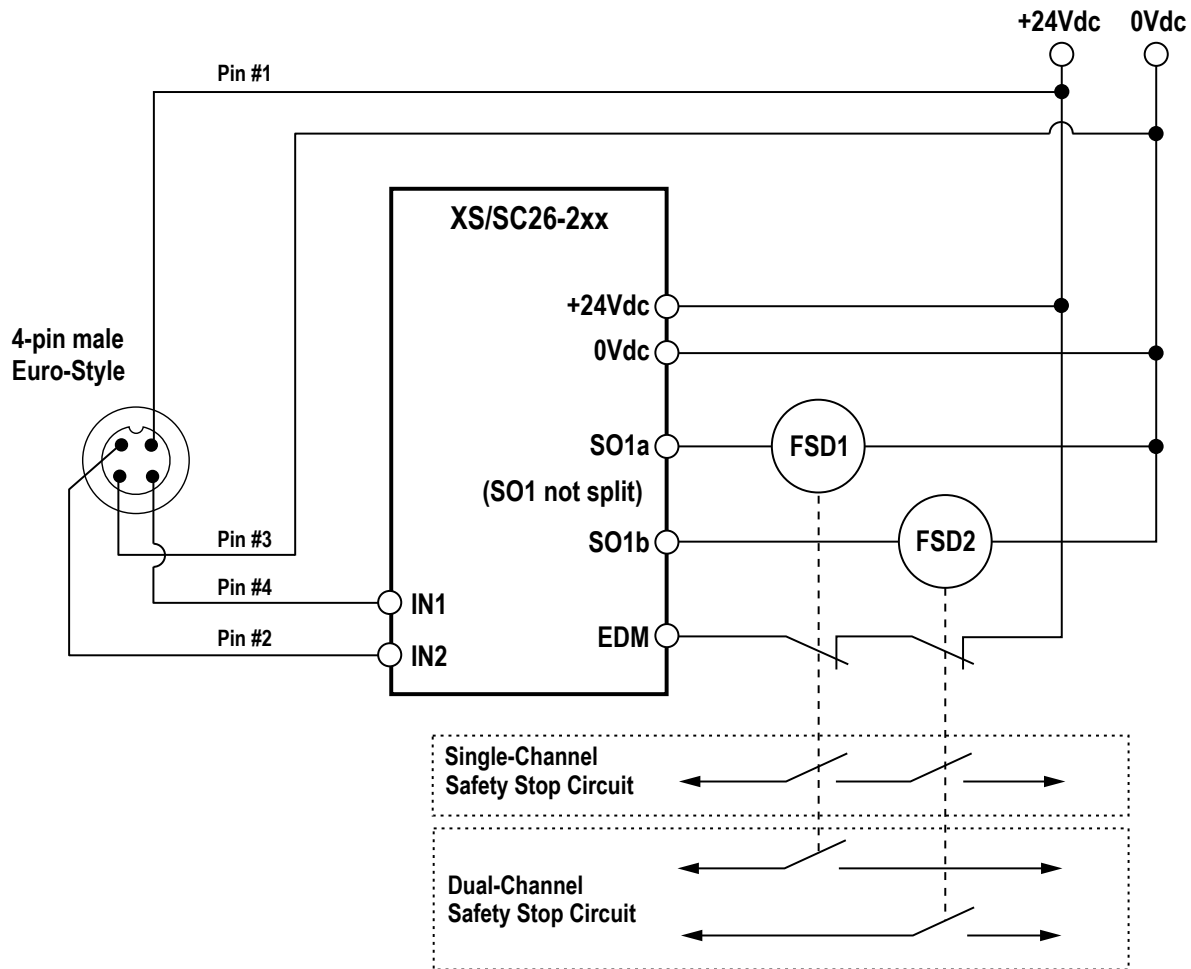 +24Vdc 0Vdc
Pin #1
XS/SC26-2xx
+24Vdc
4-pin male
Euro-Style
0Vdc
SO1a
FSD1
(SO1 not split)
Pin #3
SO1b
FSD2
Pin #4
IN1
Pin #2
EDM
IN2
Single-Channel
Safety Stop Circuit
Dual-Channel
Safety Stop Circuit